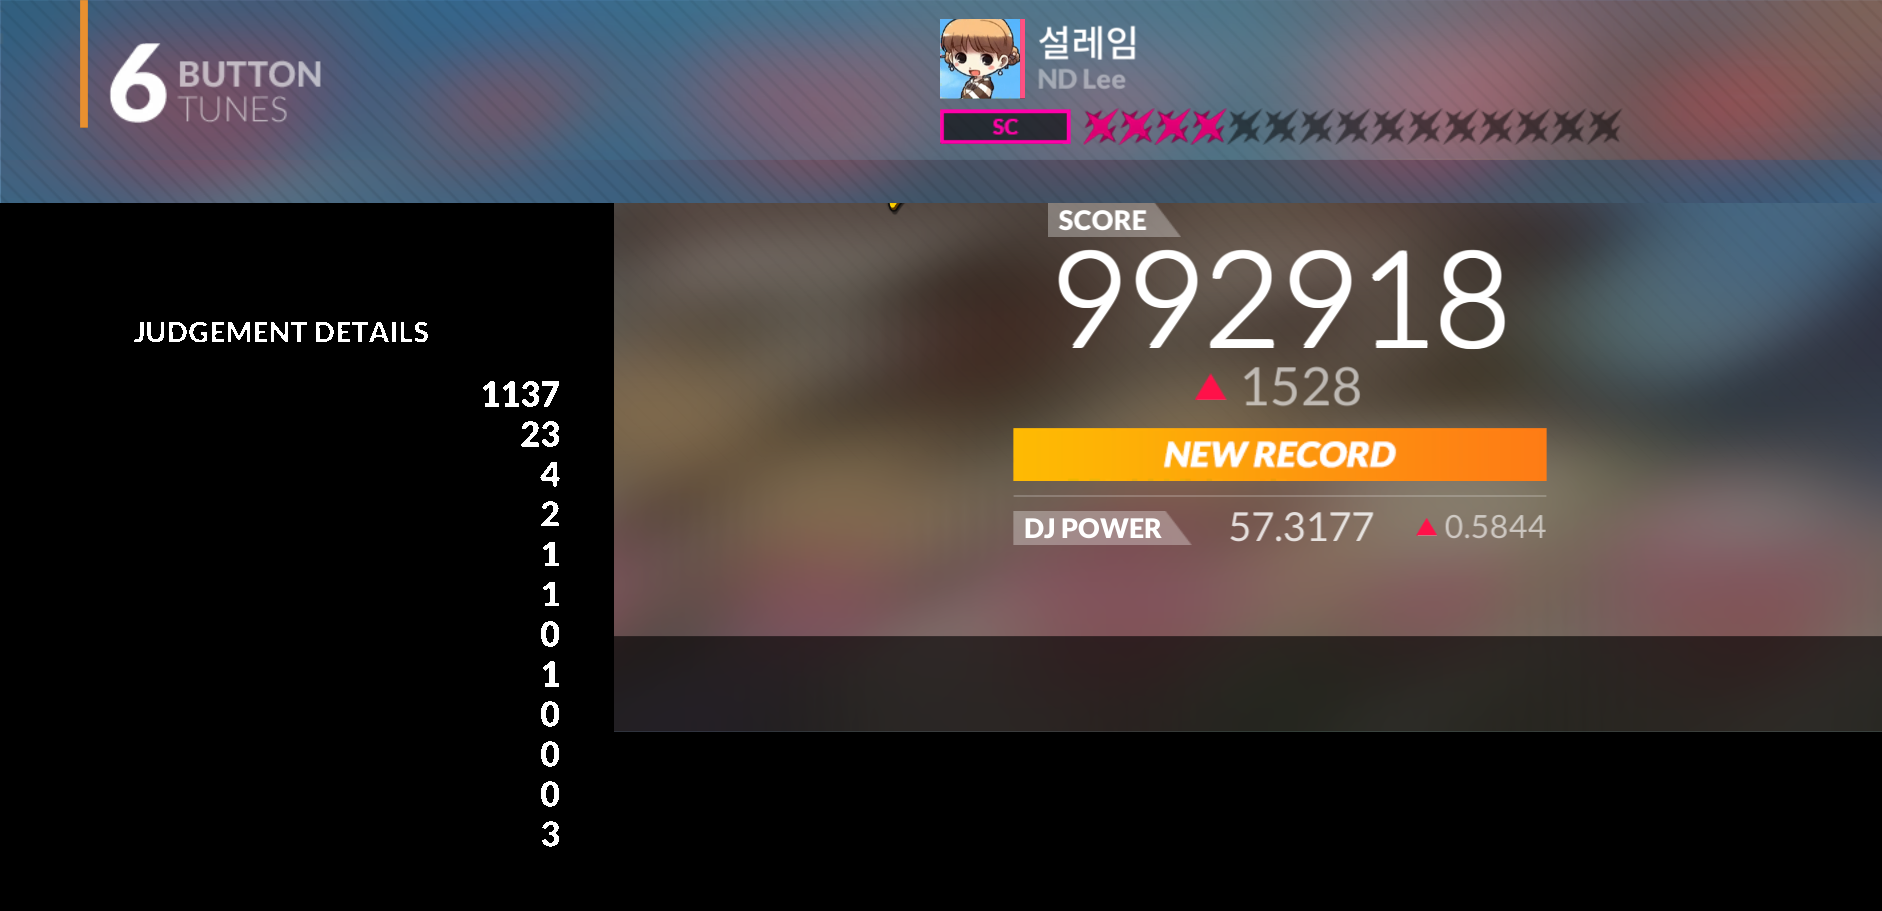 6 BUTTON
TUNES
설레임
ND Lee
SC
SCORE
992918
▲ 1528
NEW RECORD
DJ POWER 57.3177 ▲ 0.5844
JUDGEMENT DETAILS
1137
23
4
2
1
1
0
1
0
0
0
3